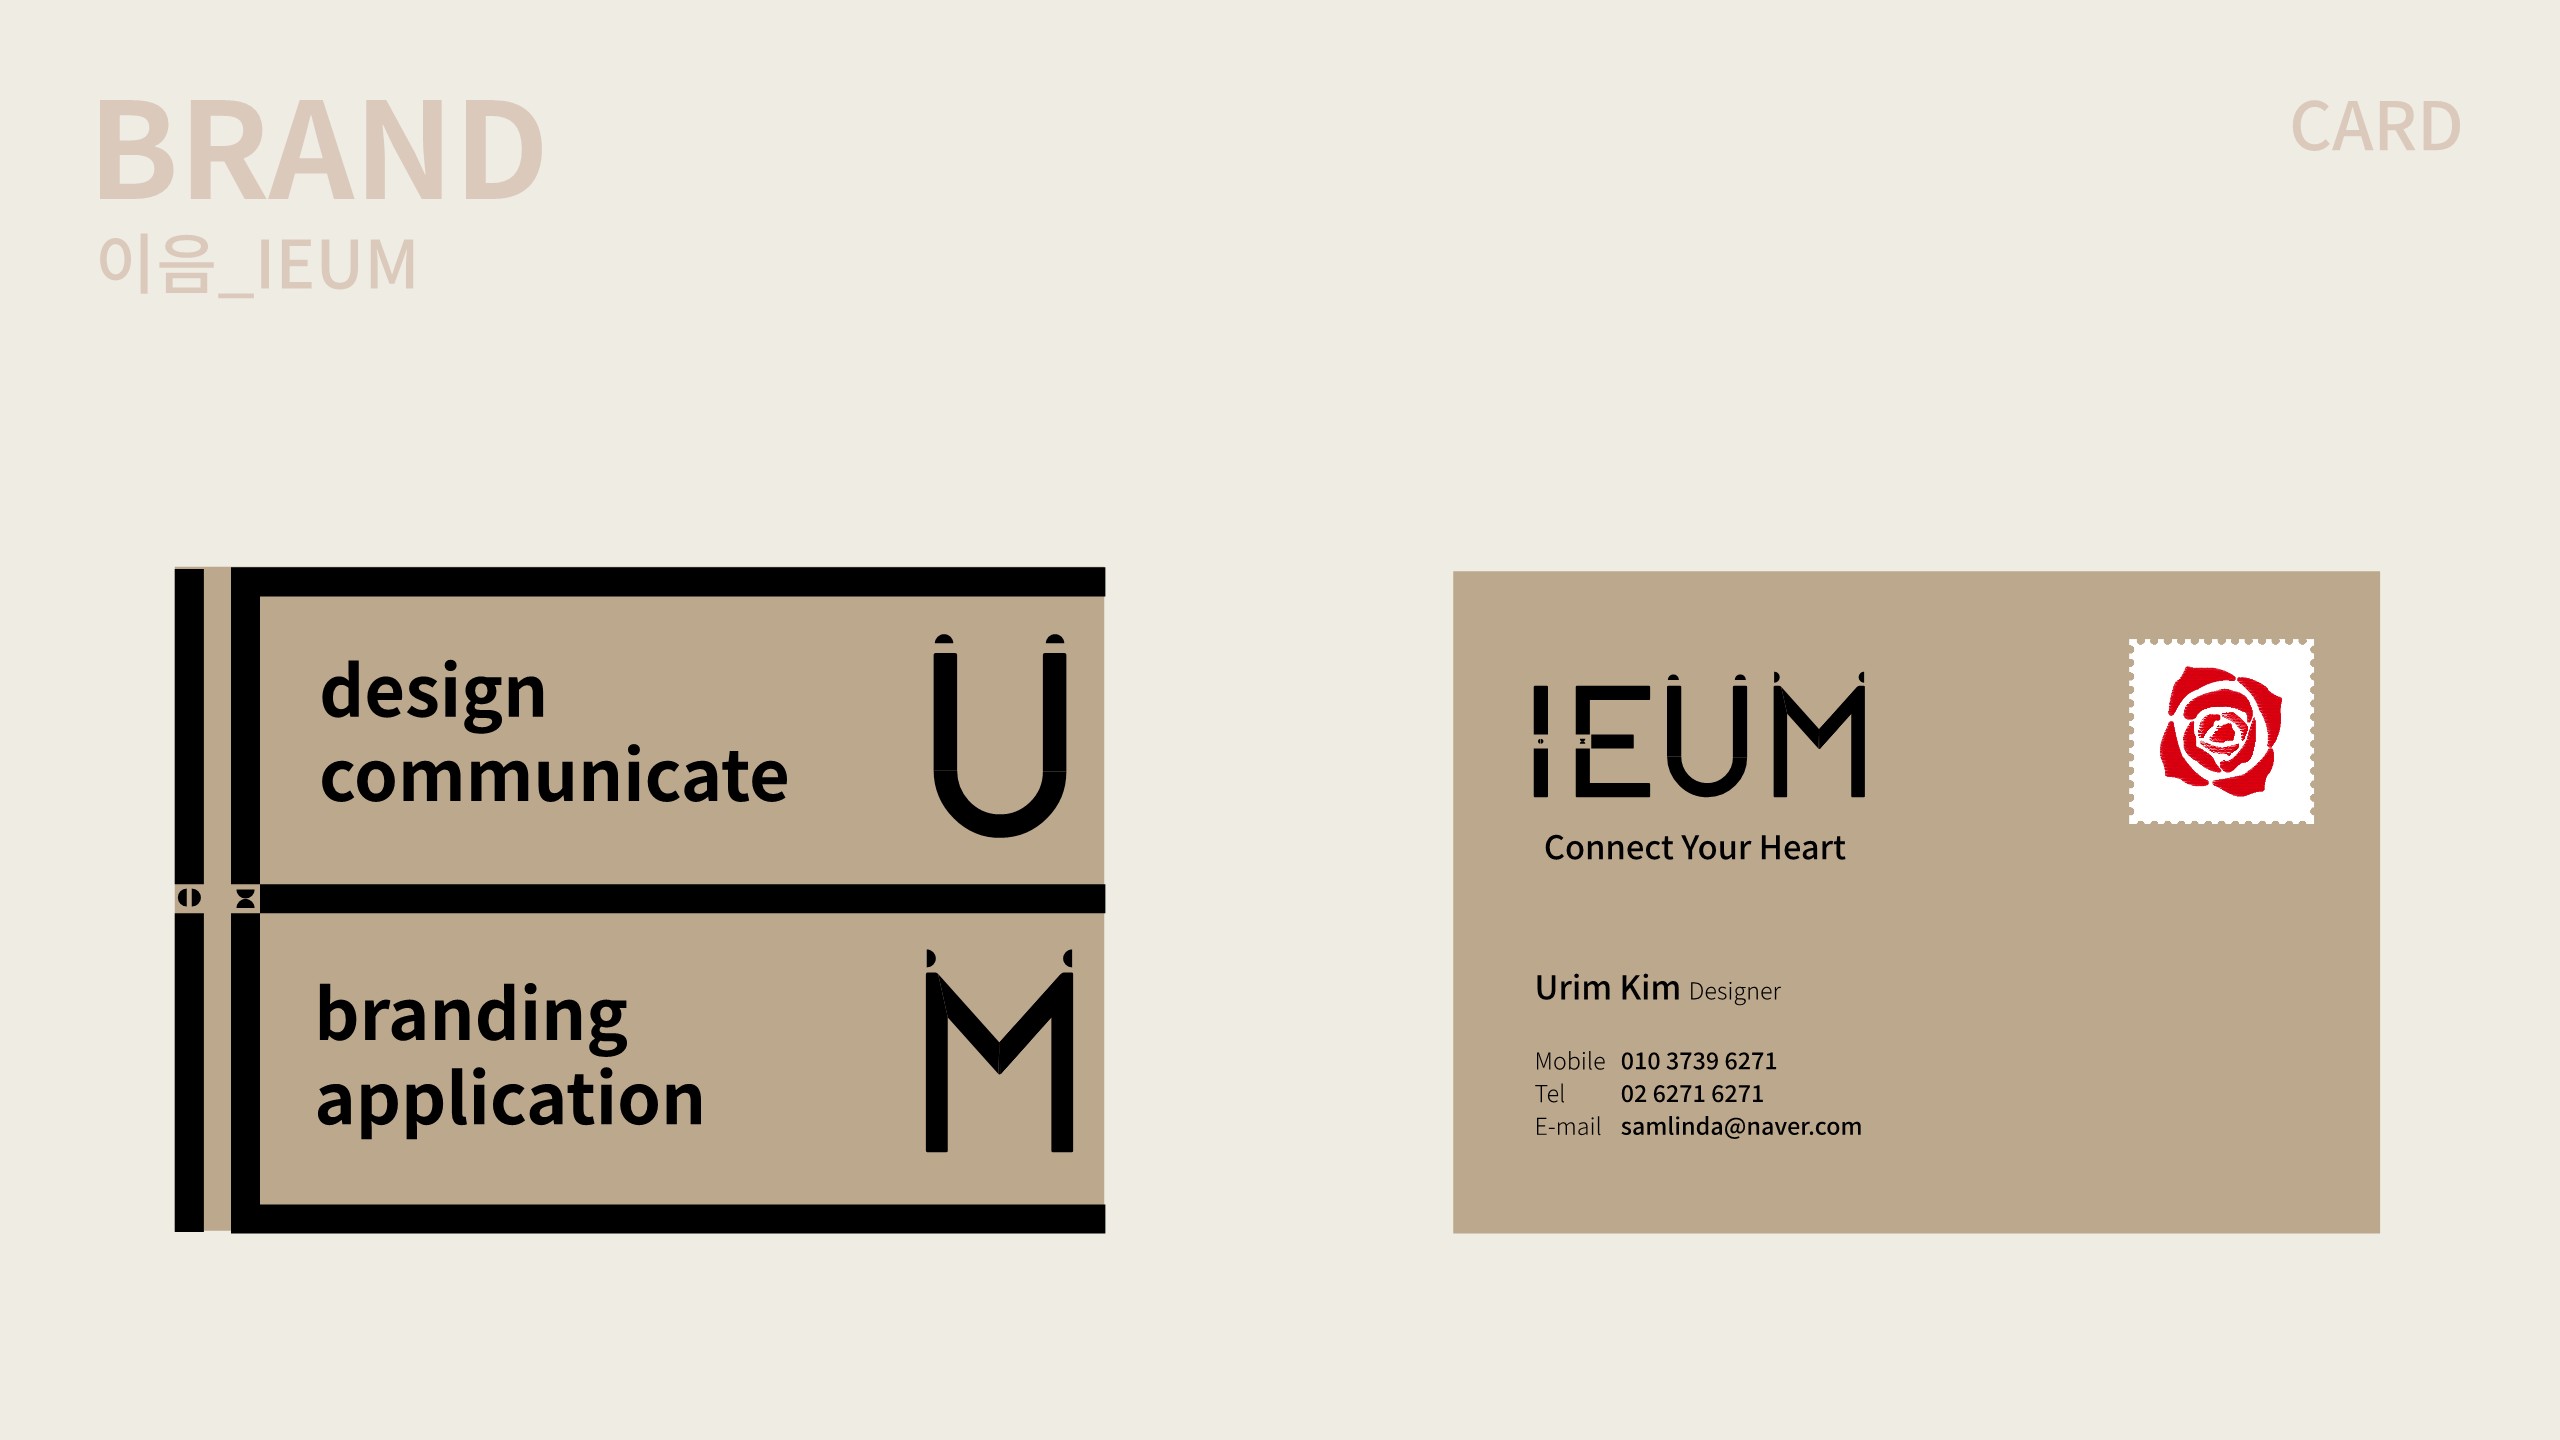 BRAND
이음_IEUM
CARD
design
communicate
U
branding
application
M
IEUM
Connect Your Heart
Urim Kim Designer
Mobile 010 3739 6271
Tel 02 6271 6271
E-mail samlinda@naver.com